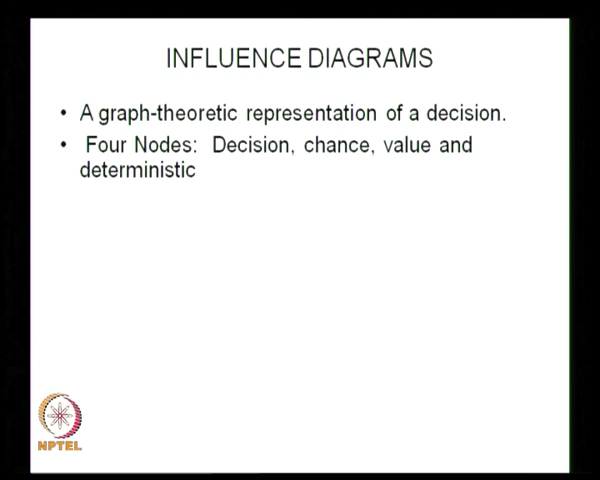 INFLUENCE DIAGRAMS
• A graph-theoretic representation of a decision.
• Four Nodes: Decision, chance, value and
deterministic
NPTEL